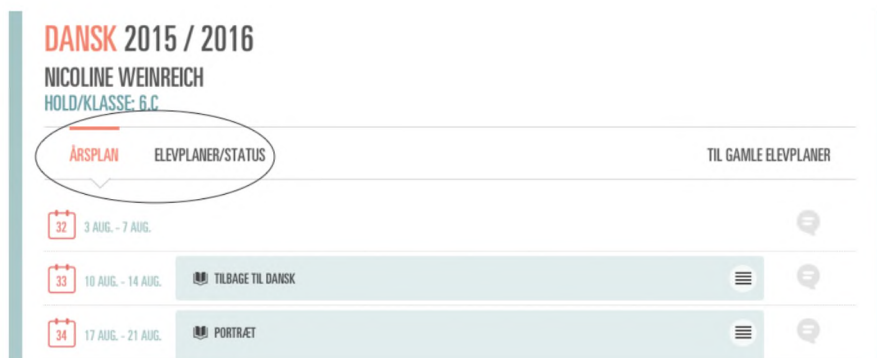 DANSK 2015 / 2016
NICOLINE WEINREICH
HOLD/KLASSE: 6.C
ÅRSPLAN ELEVPLANER/STATUS TIL GAMLE ELEVPLANER
32 3 AUG. - 7 AUG.
33 10 AUG. - 14 AUG. TILBAGE TIL DANSK
34 17 AUG. - 21 AUG. PORTRÆT